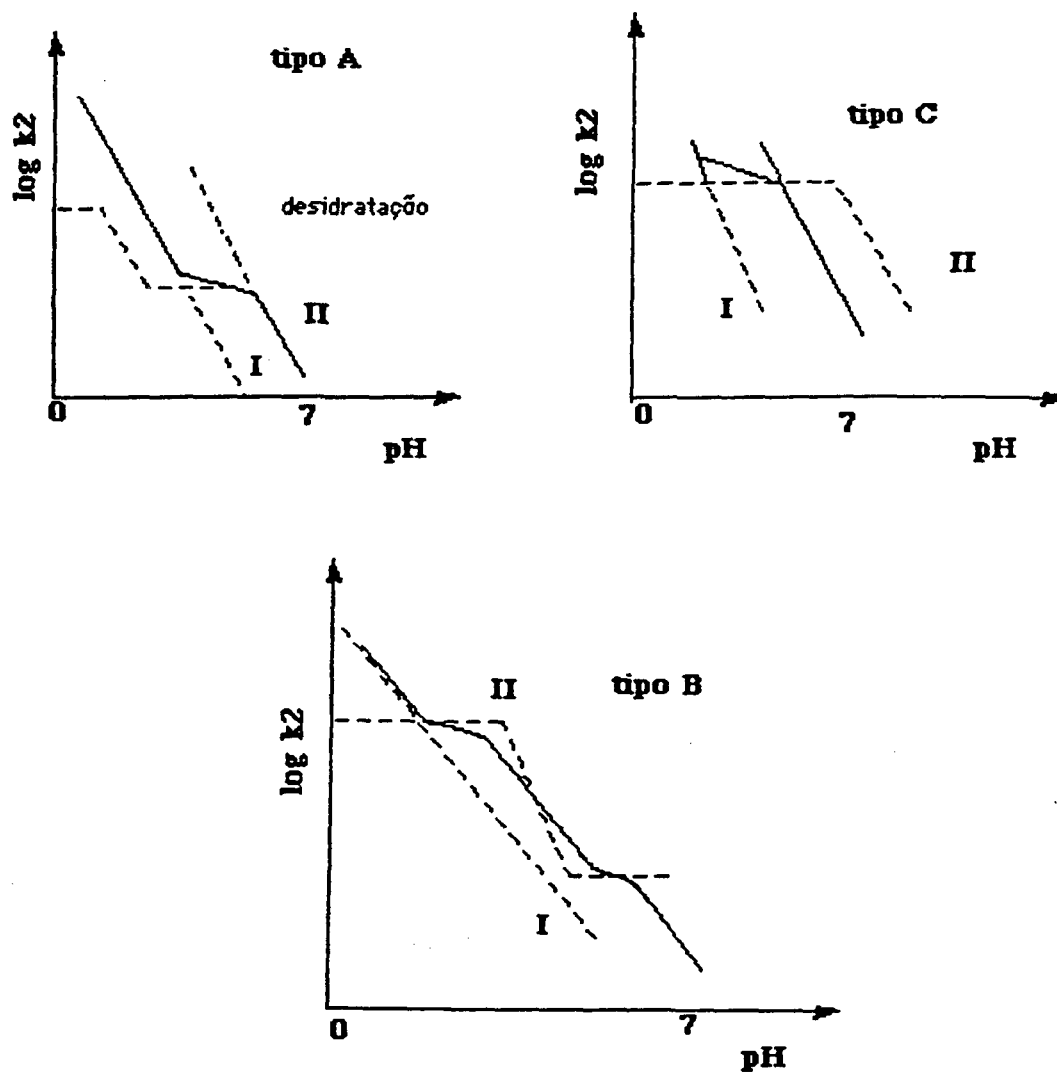 tipo A
log k2
desidratação
II
I
0
7
pH
tipo C
log k2
II
I
0
7
pH
tipo B
log k2
II
I
0
7
pH